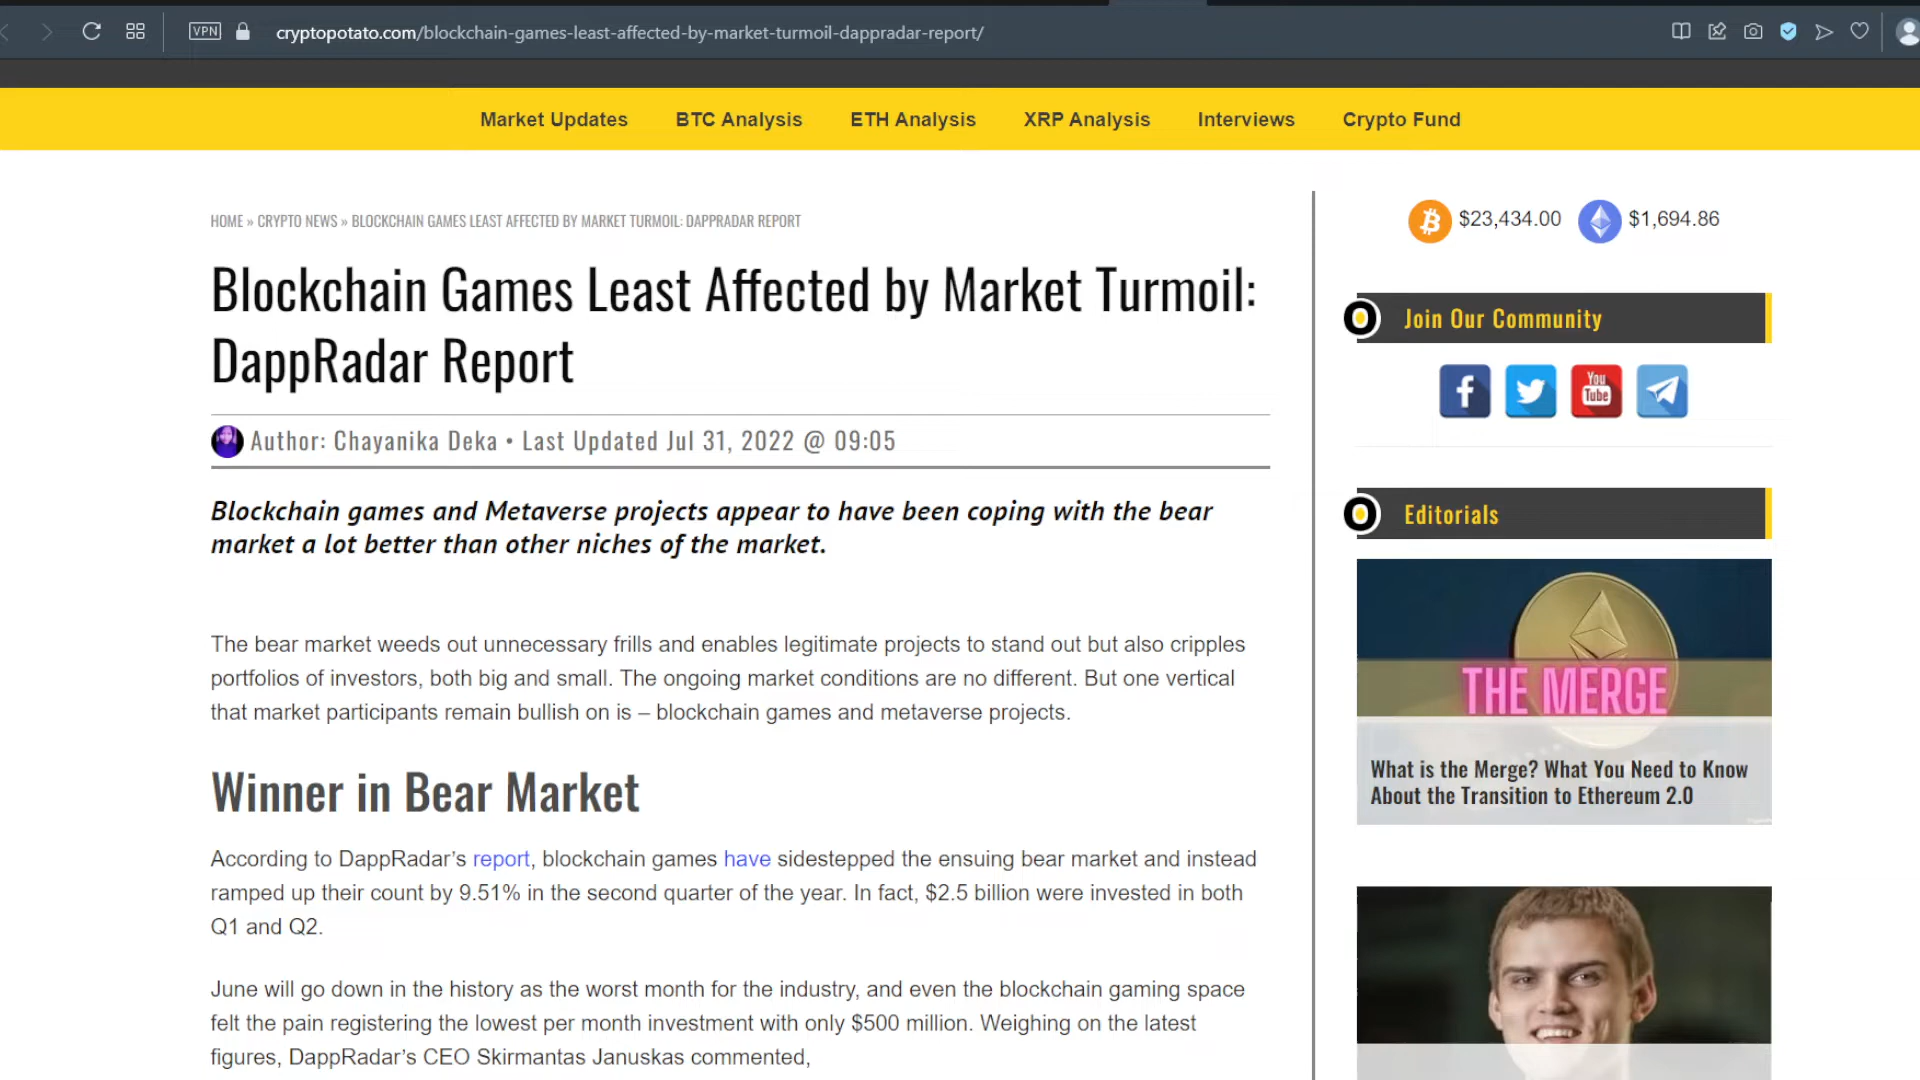 VPN
cryptopotato.com/blockchain-games-least-affected-by-market-turmoil-dappradar-report/
Market Updates BTC Analysis ETH Analysis XRP Analysis Interviews Crypto Fund
HOME » CRYPTO NEWS » BLOCKCHAIN GAMES LEAST AFFECTED BY MARKET TURMOIL: DAPPRADAR REPORT
Blockchain Games Least Affected by Market Turmoil:
DappRadar Report
Author: Chayanika Deka • Last Updated Jul 31, 2022 @ 09:05
Blockchain games and Metaverse projects appear to have been coping with the bear
market a lot better than other niches of the market.
The bear market weeds out unnecessary frills and enables legitimate projects to stand out but also cripples
portfolios of investors, both big and small. The ongoing market conditions are no different. But one vertical
that market participants remain bullish on is – blockchain games and metaverse projects.
Winner in Bear Market
According to DappRadar’s report, blockchain games have sidestepped the ensuing bear market and instead
ramped up their count by 9.51% in the second quarter of the year. In fact, $2.5 billion were invested in both
Q1 and Q2.
June will go down in the history as the worst month for the industry, and even the blockchain gaming space
felt the pain registering the lowest per month investment with only $500 million. Weighing on the latest
figures, DappRadar’s CEO Skirmantas Januskas commented,
$23,434.00 $1,694.86
Join Our Community
You
Tube
Editorials
THE MERGE
What is the Merge? What You Need to Know
About the Transition to Ethereum 2.0